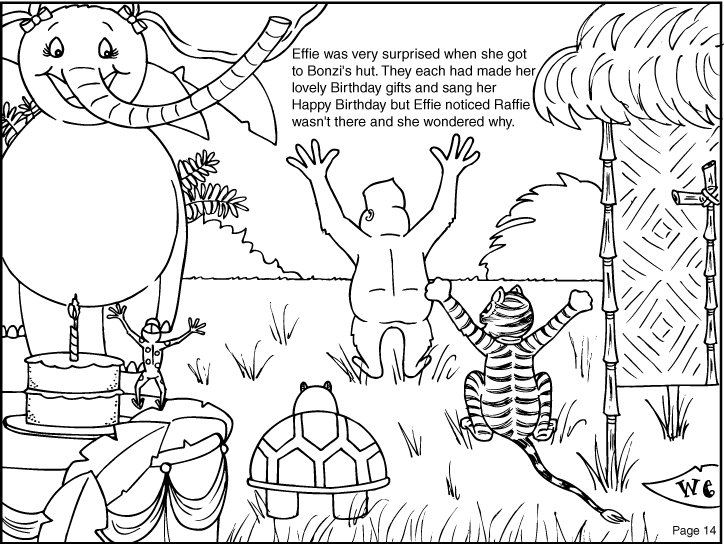 Effie was very surprised when she got
to Bonzi's hut. They each had made her
lovely Birthday gifts and sang her
Happy Birthday but Effie noticed Raffie
wasn't there and she wondered why.
We
Page 14